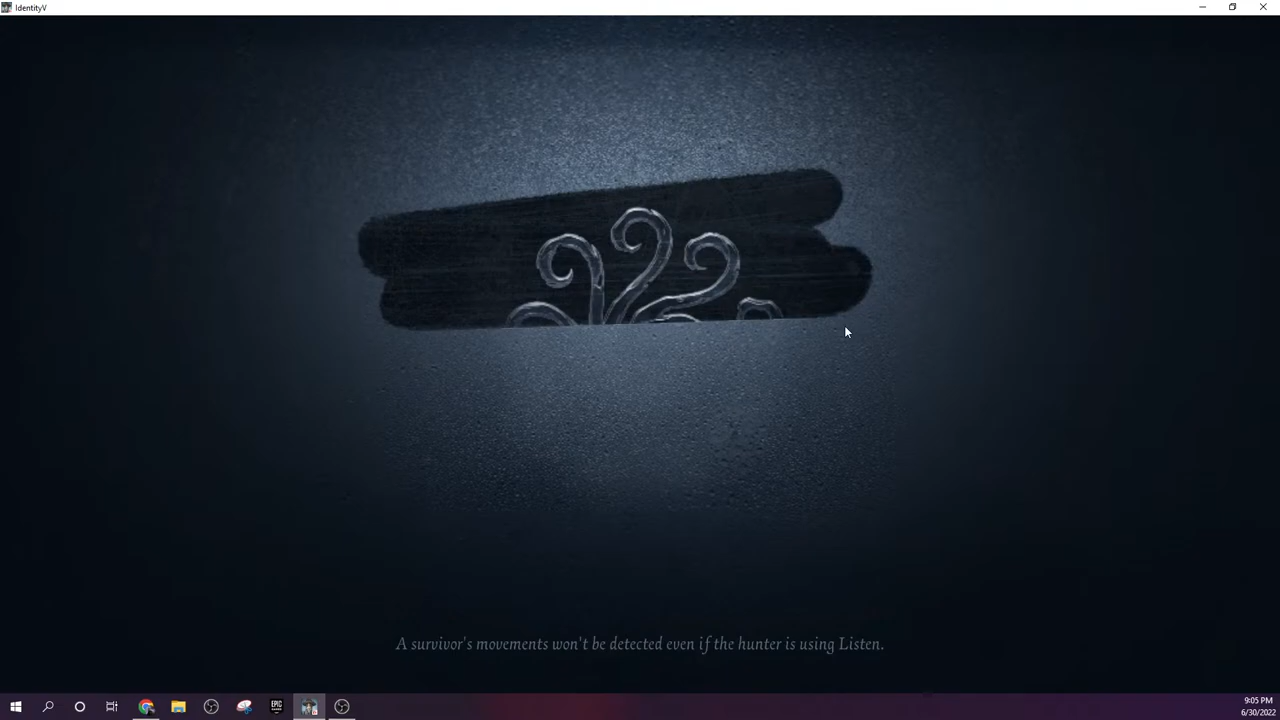 IdentityV
A survivor's movements won't be detected even if the hunter is using Listen.
EPIC
9:05 PM
6/30/2022